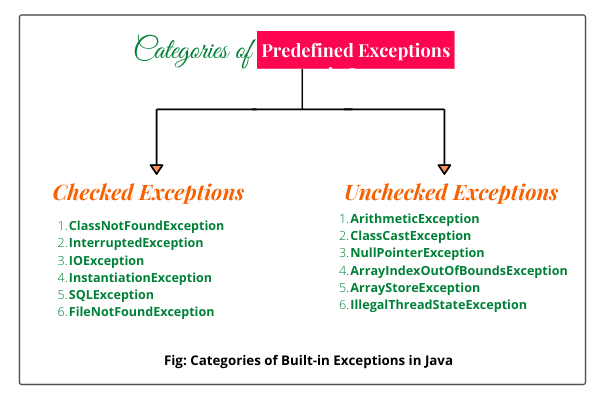 Categories of Predefined Exceptions
Checked Exceptions
1. ClassNotFoundException
2. InterruptedException
3. IOException
4. InstantiationException
5. SQLException
6. FileNotFoundException
Unchecked Exceptions
1. ArithmeticException
2. ClassCastException
3. NullPointerException
4. ArrayIndexOutOfBoundsException
5. ArrayStoreException
6. IllegalThreadStateException
Fig: Categories of Built-in Exceptions in Java